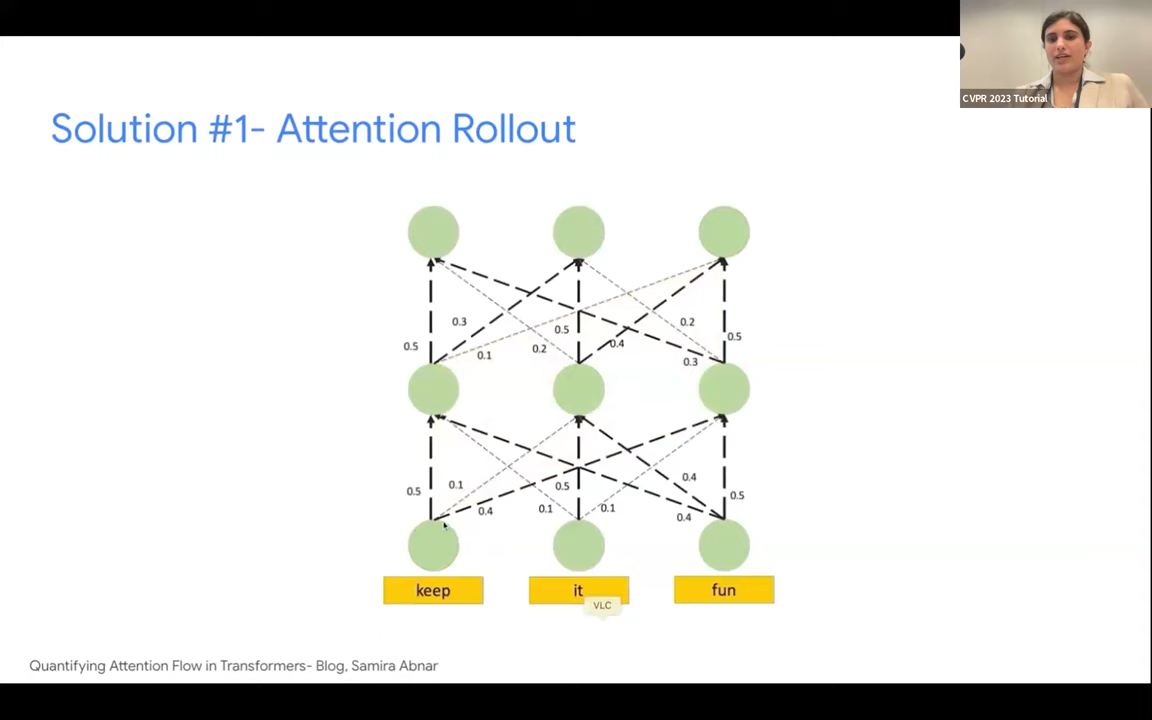 CVPR 2023 Tutorial
Solution #1- Attention Rollout
0.3
0.5
0.2
0.5
0.5
0.1
0.2
0.4
0.3
0.5
0.1
0.4
0.5
0.1
0.1
0.4
0.4
0.5
keep
it
fun
VLC
Quantifying Attention Flow in Transformers- Blog, Samira Abnar